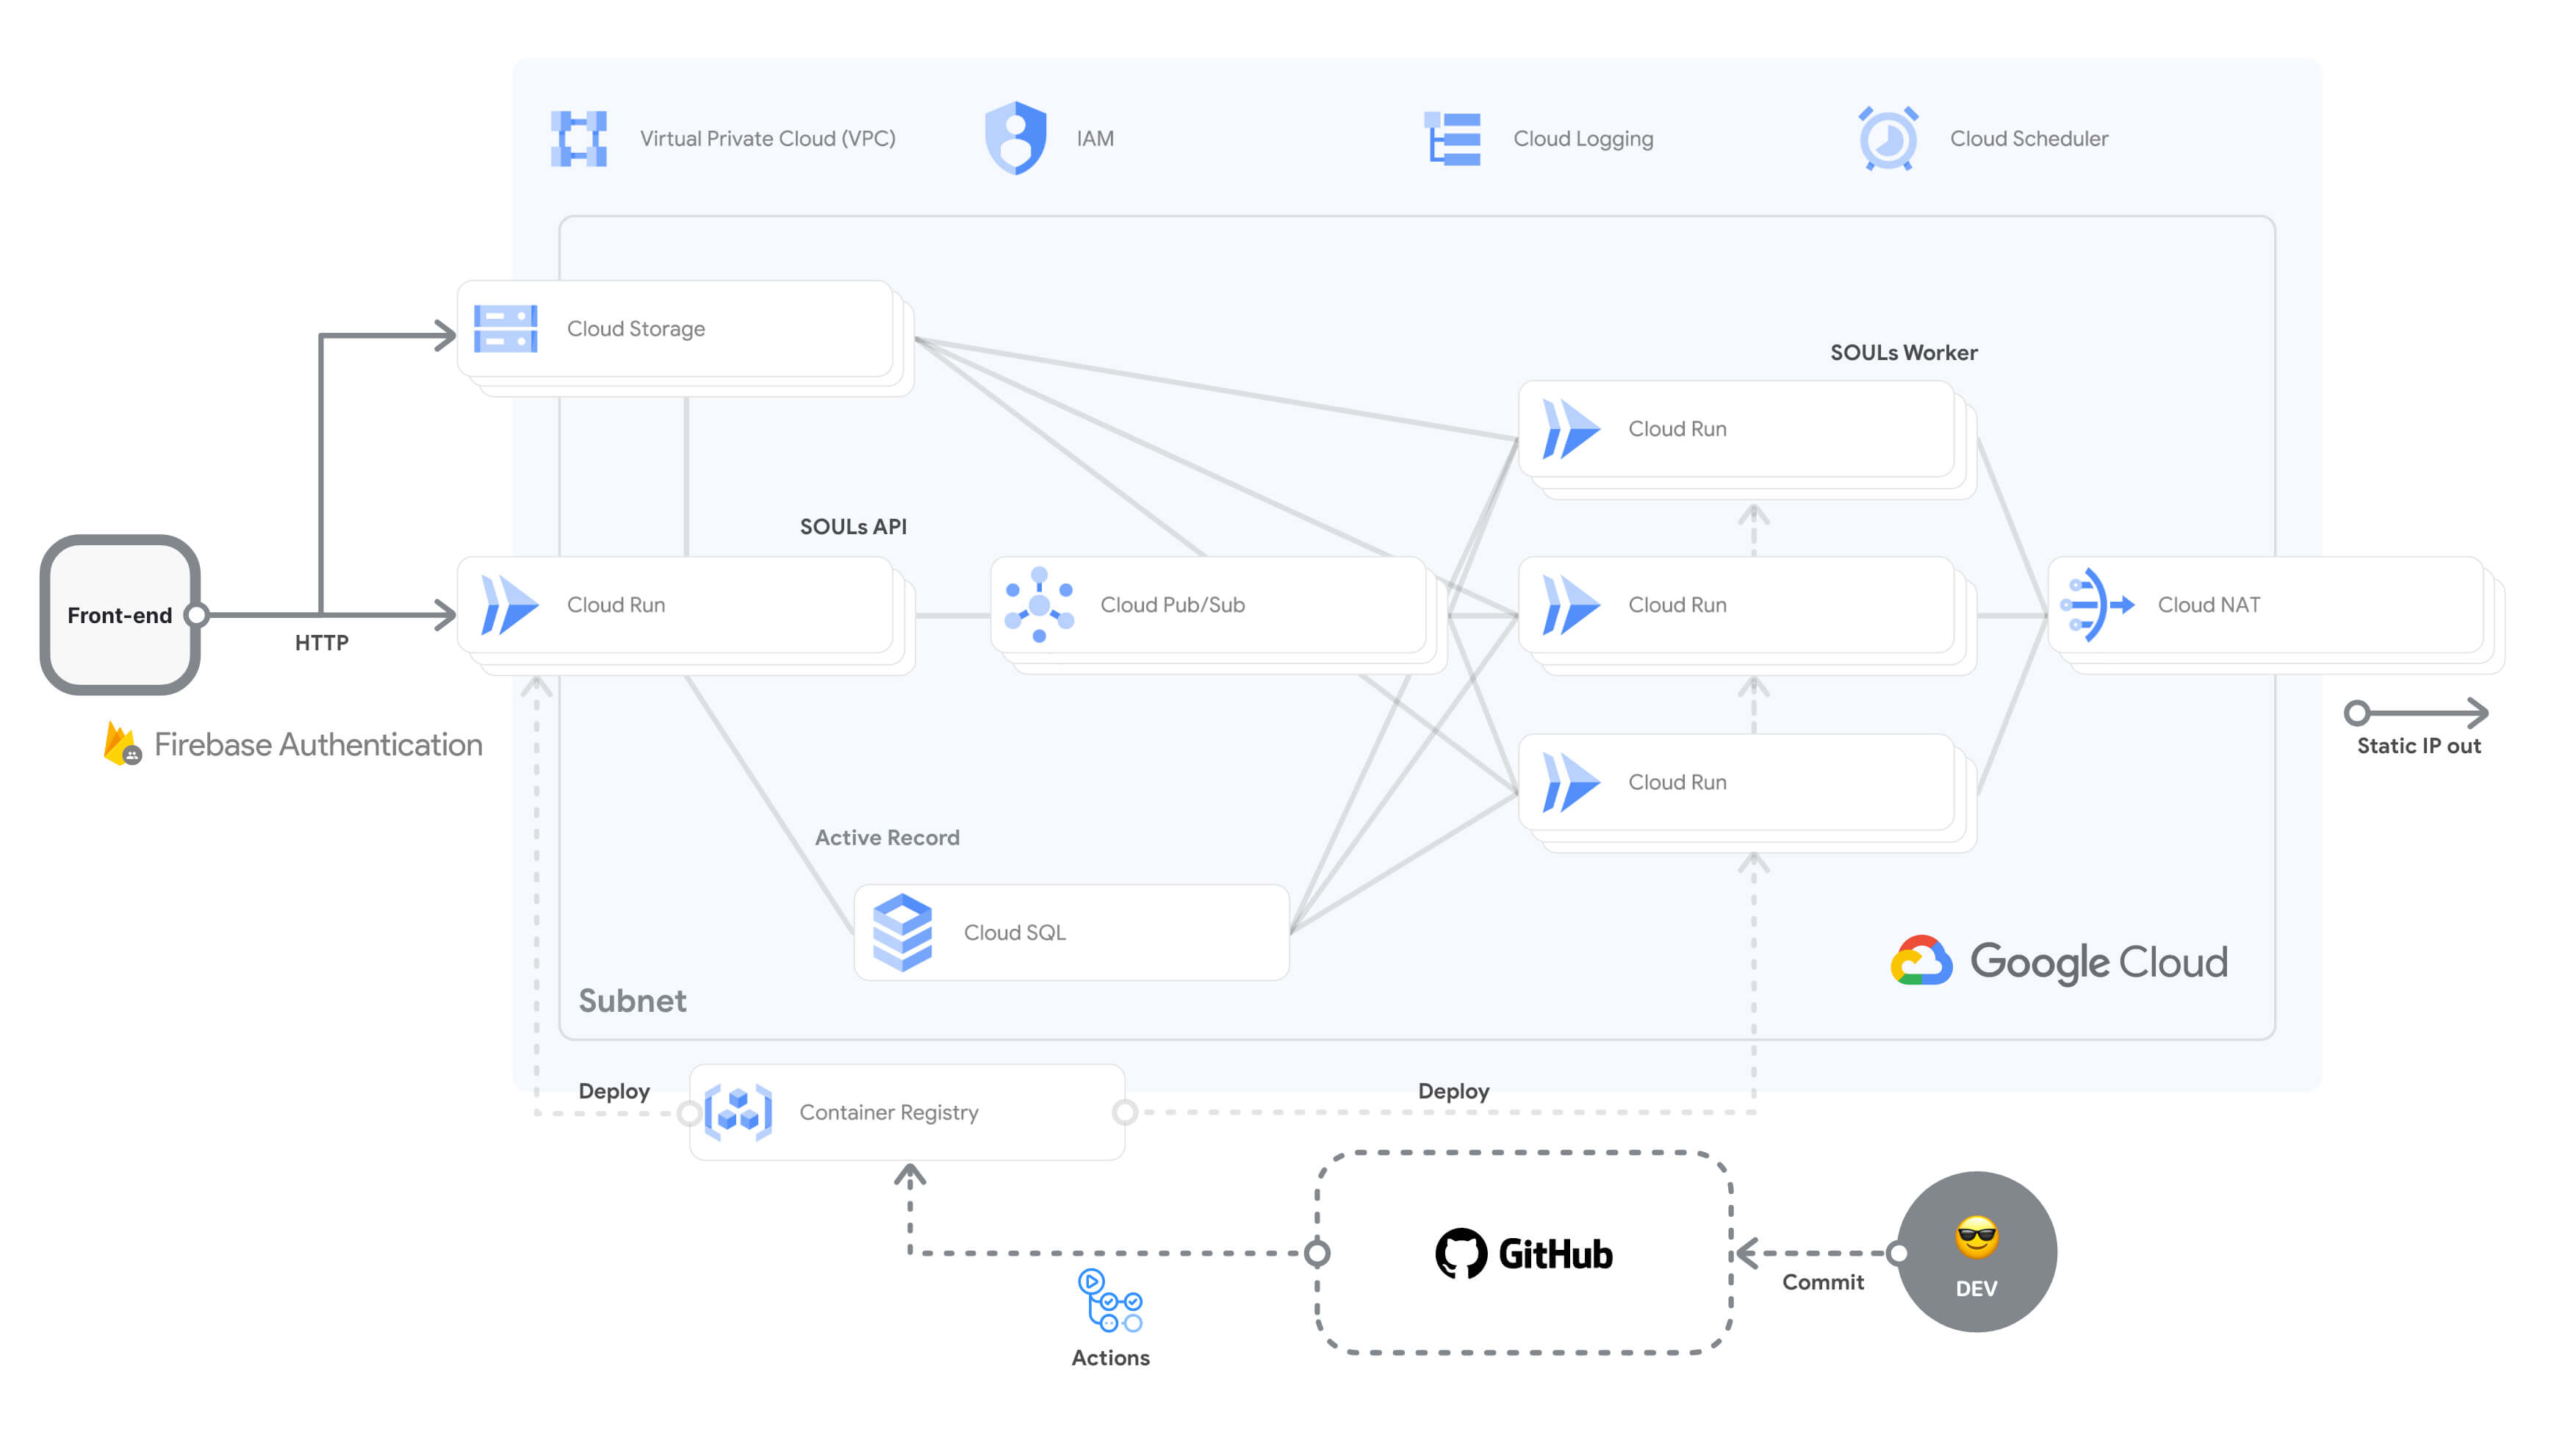 Virtual Private Cloud (VPC)
IAM
Cloud Logging
Cloud Scheduler
Cloud Storage
SOULs Worker
Cloud Run
SOULs API
Front-end
HTTP
Cloud Run
Cloud Pub/Sub
Cloud Run
Cloud NAT
Firebase Authentication
Static IP out
Cloud Run
Active Record
Cloud SQL
Google Cloud
Subnet
Deploy
Container Registry
Deploy
GitHub
Commit
DEV
Actions